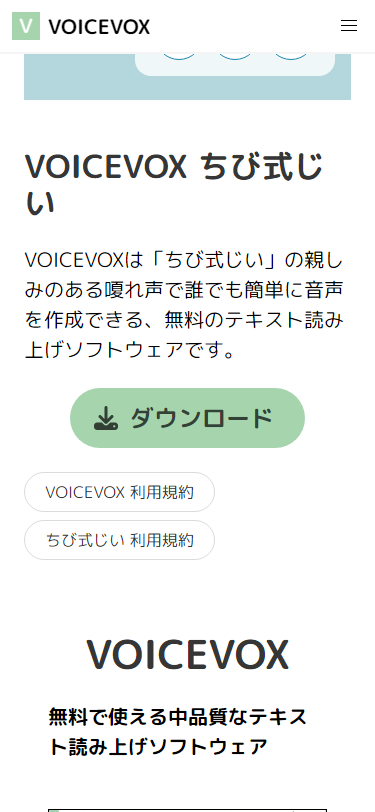 V VOICEVOX
VOICEVOX ちび式じ
い
VOICEVOXは「ちび式じい」の親し
みのある嗄れ声で誰でも簡単に音声
を作成できる、無料のテキスト読み
上げソフトウェアです。
ダウンロード
VOICEVOX 利用規約
ちび式じい 利用規約
VOICEVOX
無料で使える中品質なテキス
ト読み上げソフトウェア